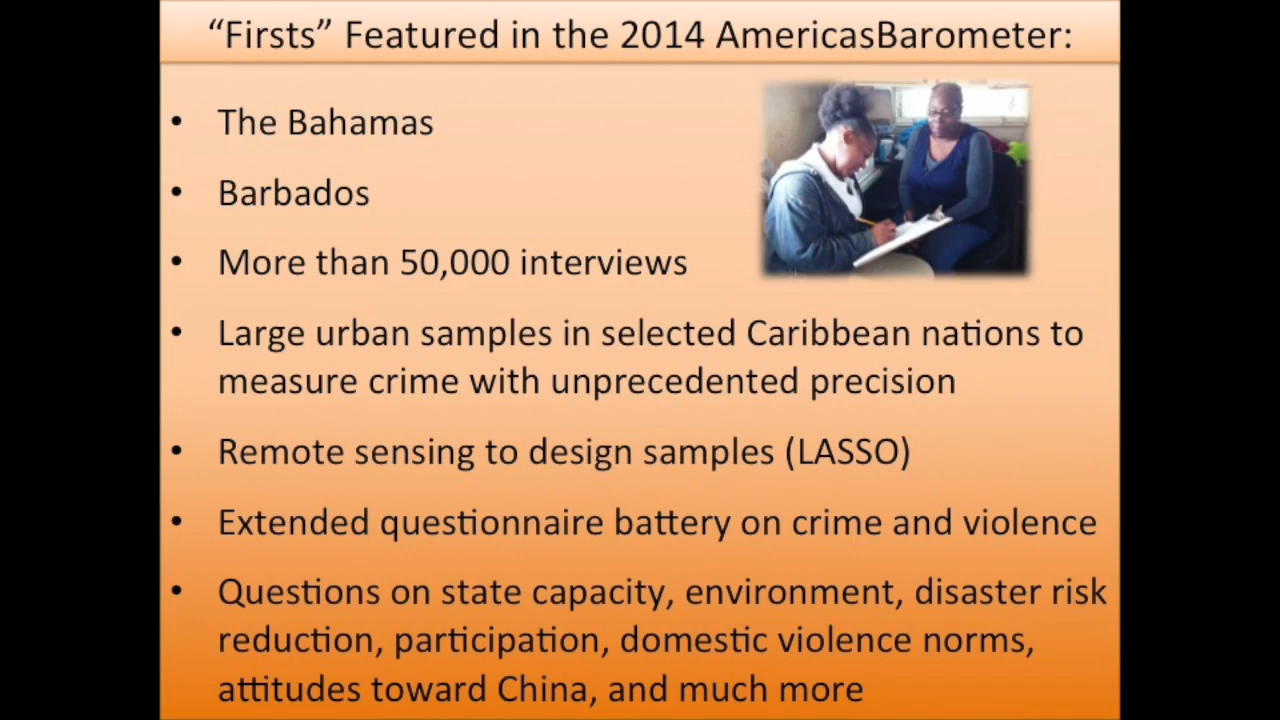 “Firsts” Featured in the 2014 AmericasBarometer:
• The Bahamas
• Barbados
• More than 50,000 interviews
• Large urban samples in selected Caribbean nations to
measure crime with unprecedented precision
• Remote sensing to design samples (LASSO)
• Extended questionnaire battery on crime and violence
• Questions on state capacity, environment, disaster risk
reduction, participation, domestic violence norms,
attitudes toward China, and much more